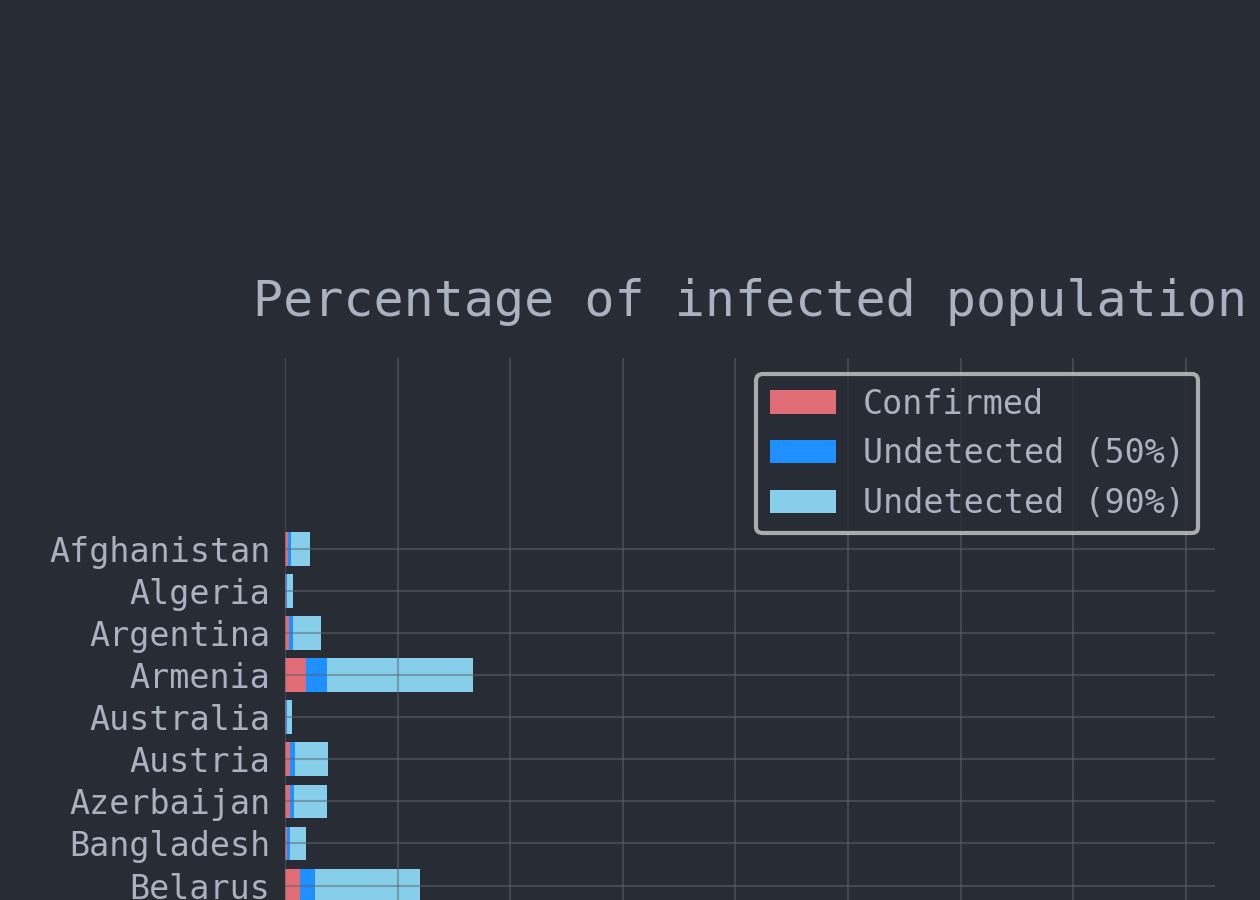 Percentage of infected population
Confirmed
Undetected (50%)
Undetected (90%)
Afghanistan
Algeria
Argentina
Armenia
Australia
Austria
Azerbaijan
Bangladesh
Belarus